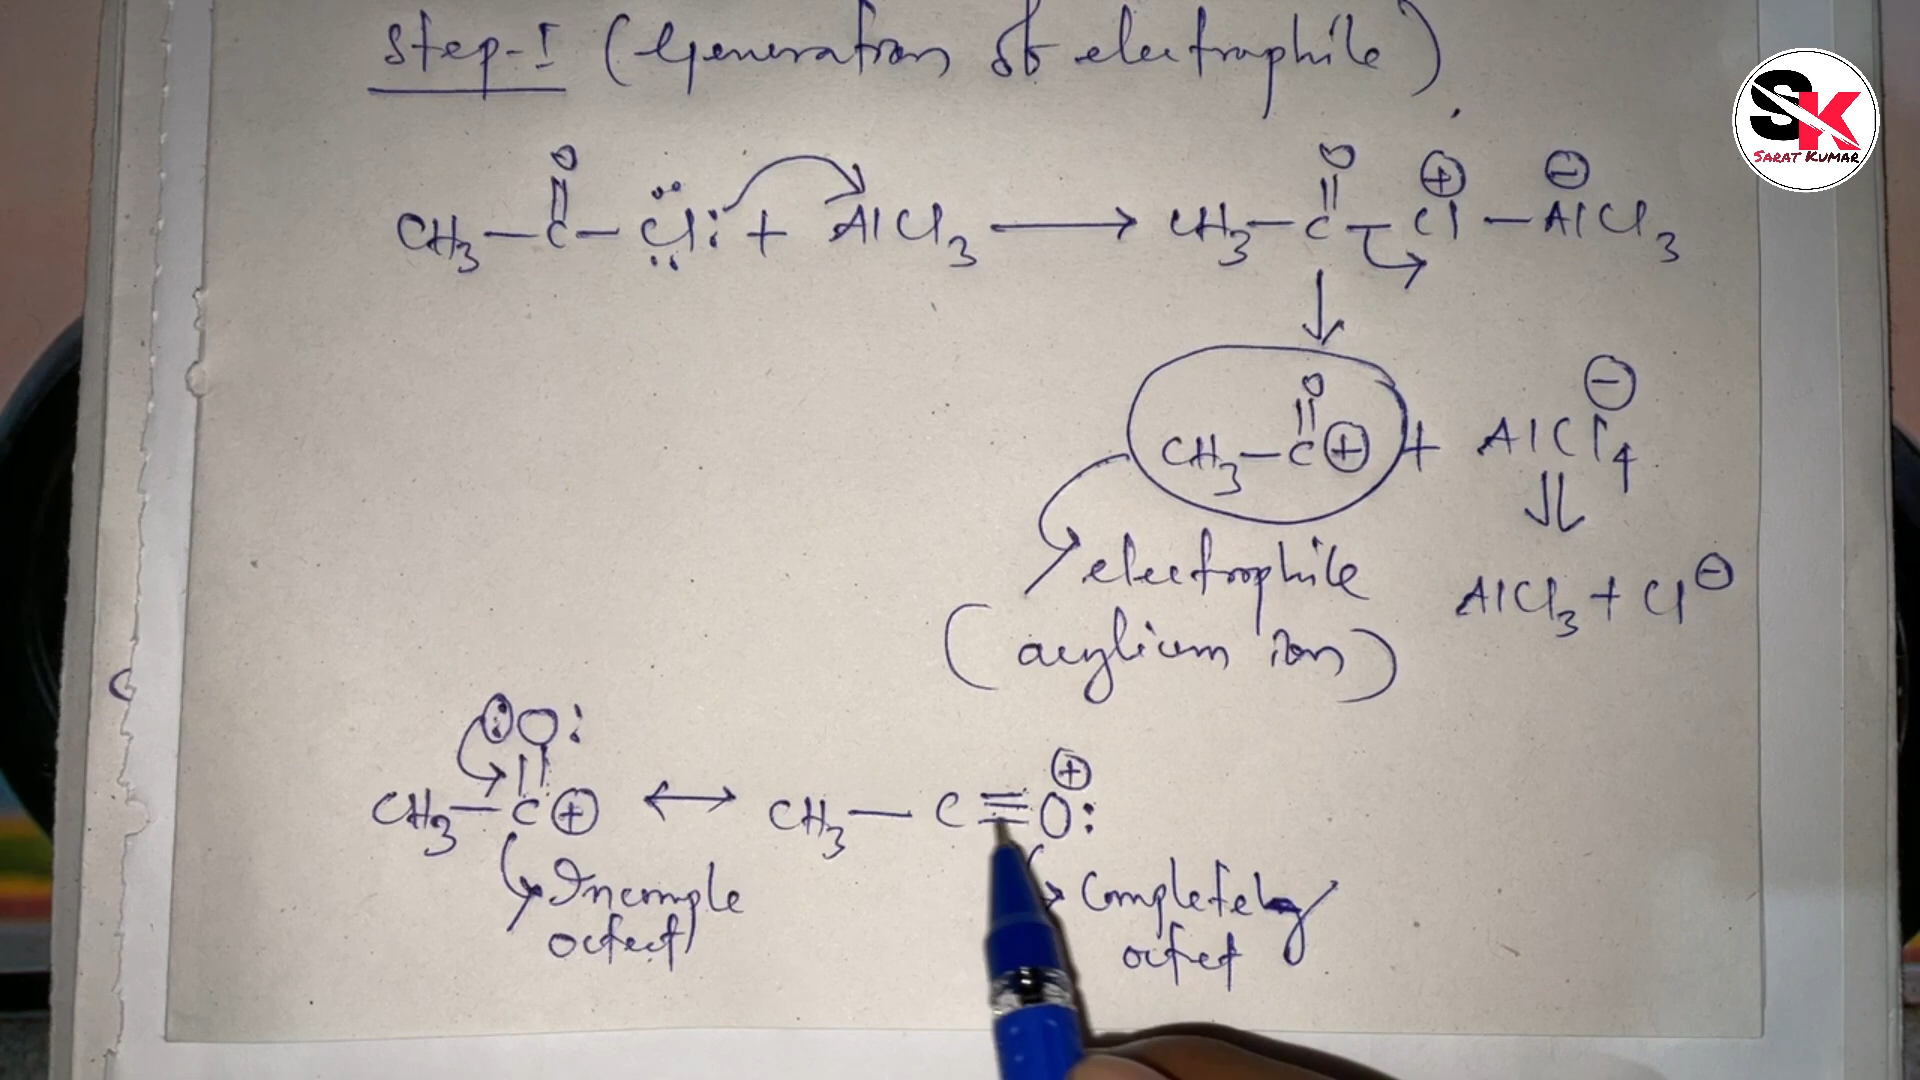 Step-I (Generation of electrophile)
O O ⊕ ⊖
CH3 — C — Cl: + AlCl3 ⟶ CH3 — C — Cl — AlCl3
O ⊖
CH3 — C ⊕ + AlCl4
electrophile
AlCl3 + Cl⊖
(acylium ion)
:O:
⊕
CH3 — C ⊕ ⟷ CH3 — C ≡ O:
Incomple
octect
Completely
octet
SK
SARAT KUMAR